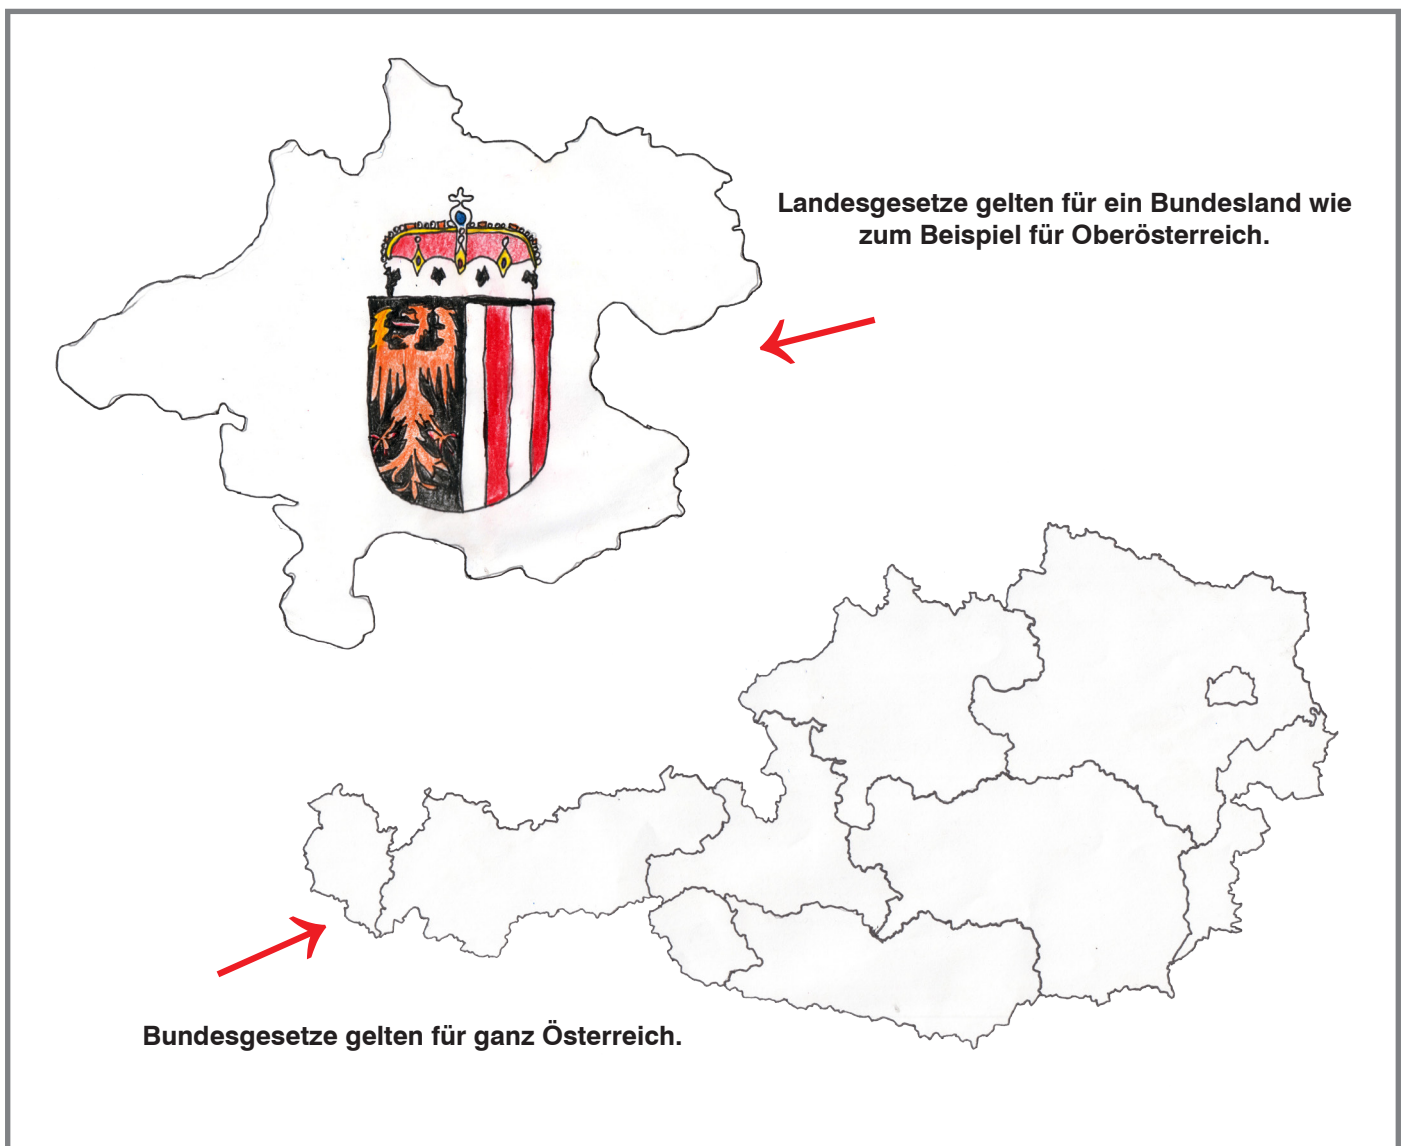 Landesgesetze gelten für ein Bundesland wie
zum Beispiel für Oberösterreich.
Bundesgesetze gelten für ganz Österreich.